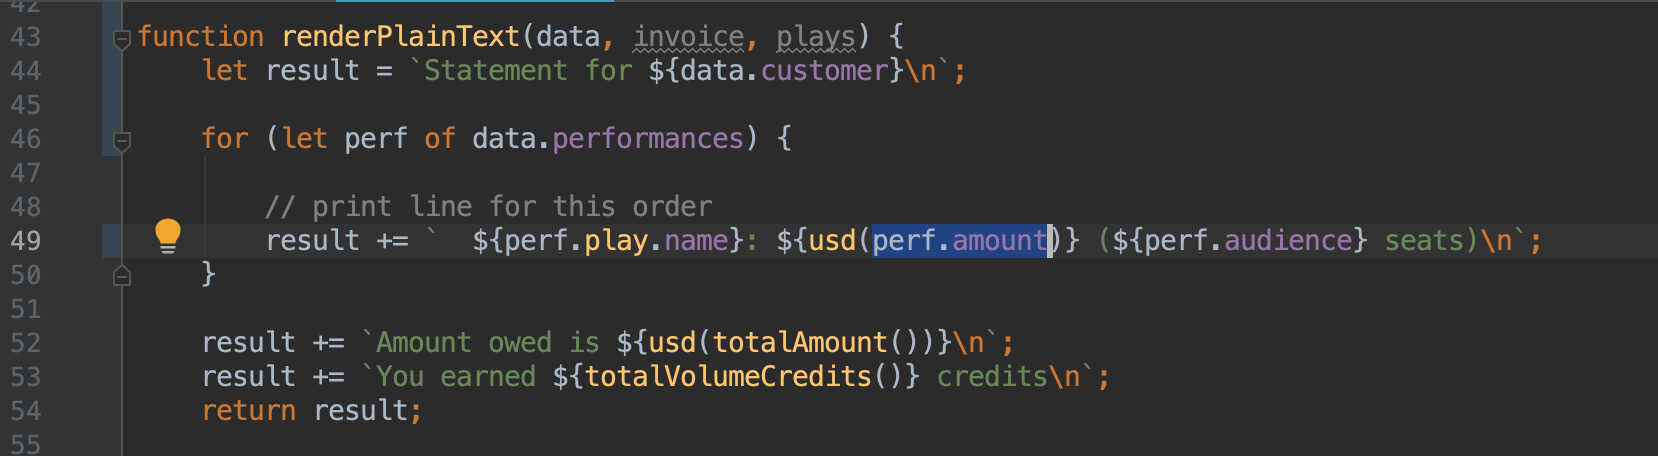 42
43 function renderPlainText(data, invoice, plays) {
44 let result = `Statement for ${data.customer}\n`;
45
46 for (let perf of data.performances) {
47
48 // print line for this order
49 result += `  ${perf.play.name}: ${usd(perf.amount)} (${perf.audience} seats)\n`;
50 }
51
52 result += `Amount owed is ${usd(totalAmount())}\n`;
53 result += `You earned ${totalVolumeCredits()} credits\n`;
54 return result;
55